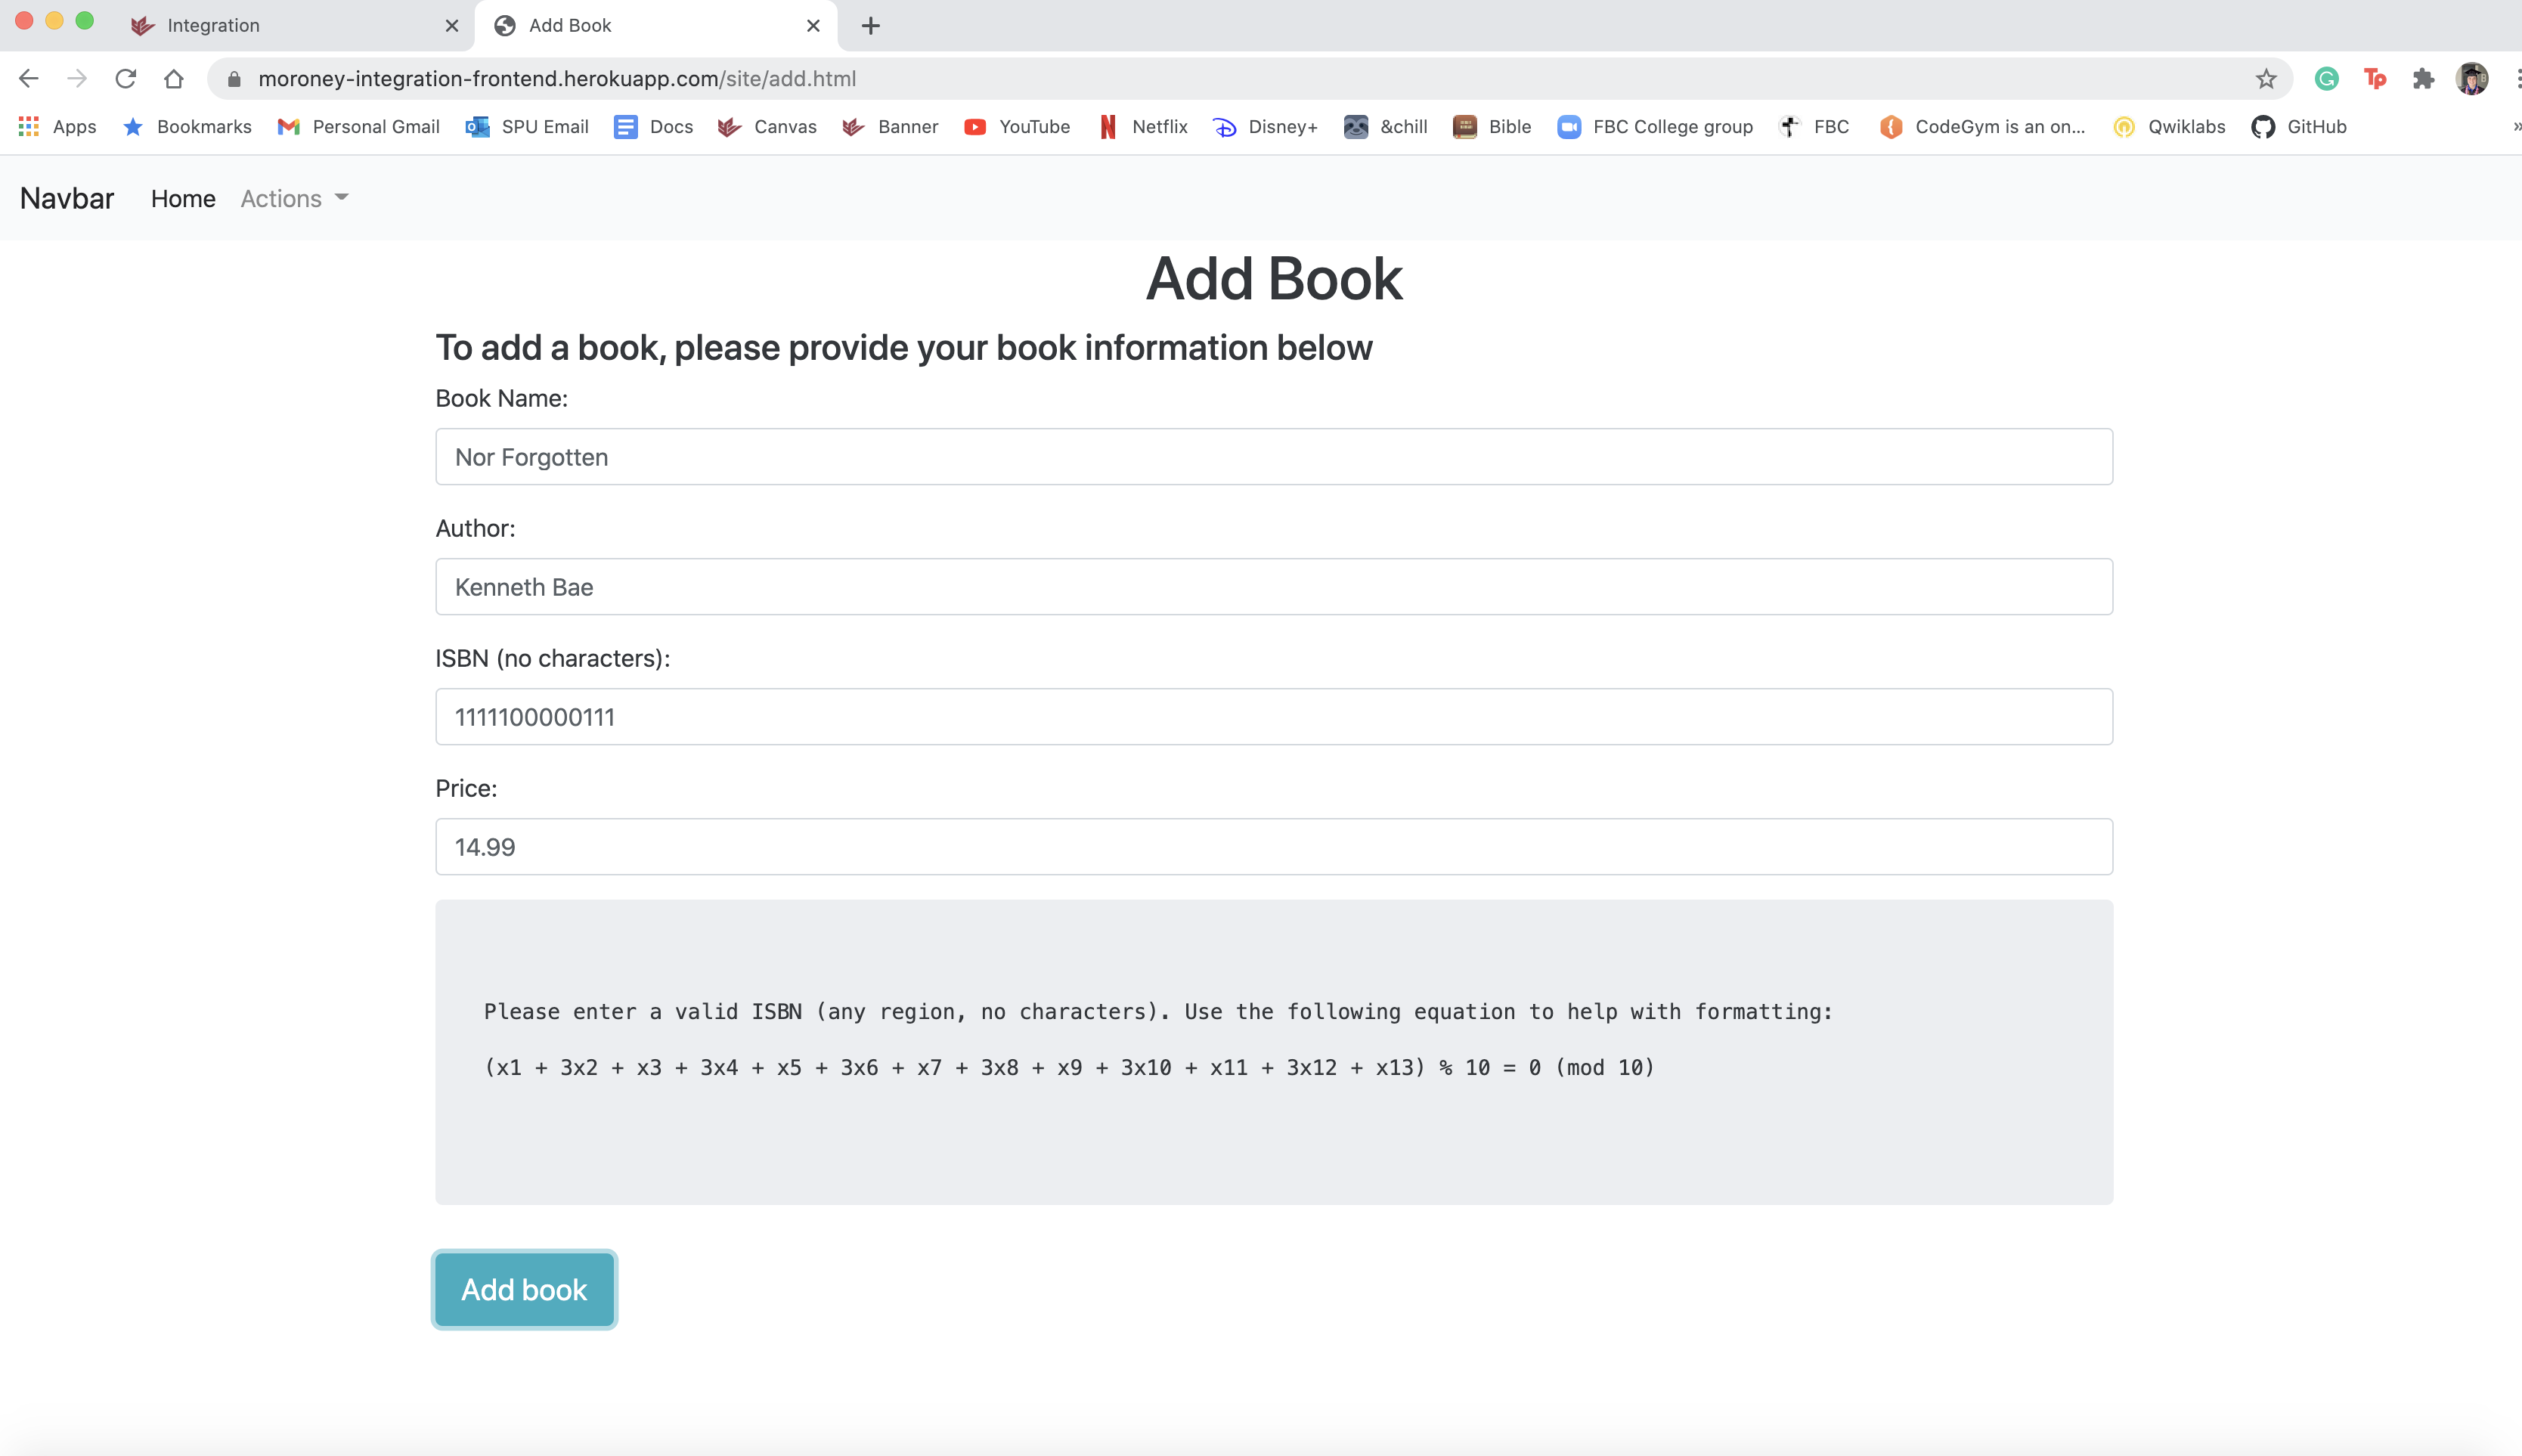 Integration
Add Book
moroney-integration-frontend.herokuapp.com/site/add.html
Apps Bookmarks Personal Gmail SPU Email Docs Canvas Banner YouTube Netflix Disney+ &chill Bible FBC College group FBC CodeGym is an on... Qwiklabs GitHub »
Navbar Home Actions
Add Book
To add a book, please provide your book information below
Book Name:
Nor Forgotten
Author:
Kenneth Bae
ISBN (no characters):
1111100000111
Price:
14.99
Please enter a valid ISBN (any region, no characters). Use the following equation to help with formatting:
(x1 + 3x2 + x3 + 3x4 + x5 + 3x6 + x7 + 3x8 + x9 + 3x10 + x11 + 3x12 + x13) % 10 = 0 (mod 10)
Add book